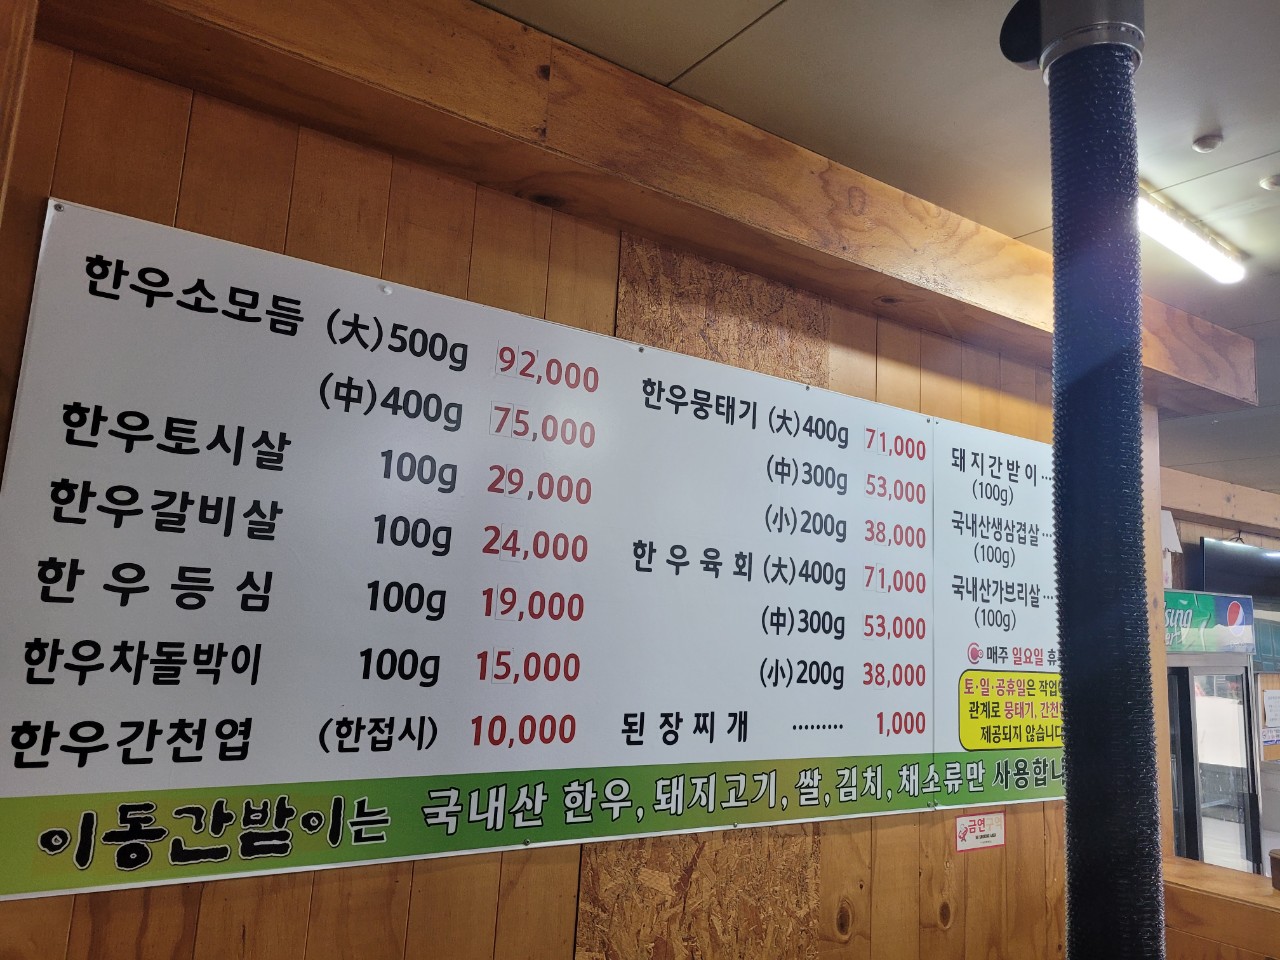 한우소모듬 (大)500g 92,000
(中)400g 75,000
한우토시살 100g 29,000
한우갈비살 100g 24,000
한우등심 100g 19,000
한우차돌박이 100g 15,000
한우간천엽 (한접시) 10,000
한우뭉태기 (大)400g 71,000
(中)300g 53,000
(小)200g 38,000
한우육회 (大)400g 71,000
(中)300g 53,000
(小)200g 38,000
된장찌개 ......... 1,000
돼지간받이...
(100g)
국내산생삼겹살...
(100g)
국내산가브리살...
(100g)
매주 일요일 휴
토·일·공휴일은 작업
관계로 뭉태기, 간천
제공되지 않습니다
이동간받이는 국내산 한우, 돼지고기, 쌀, 김치, 채소류만 사용합니
금연구역